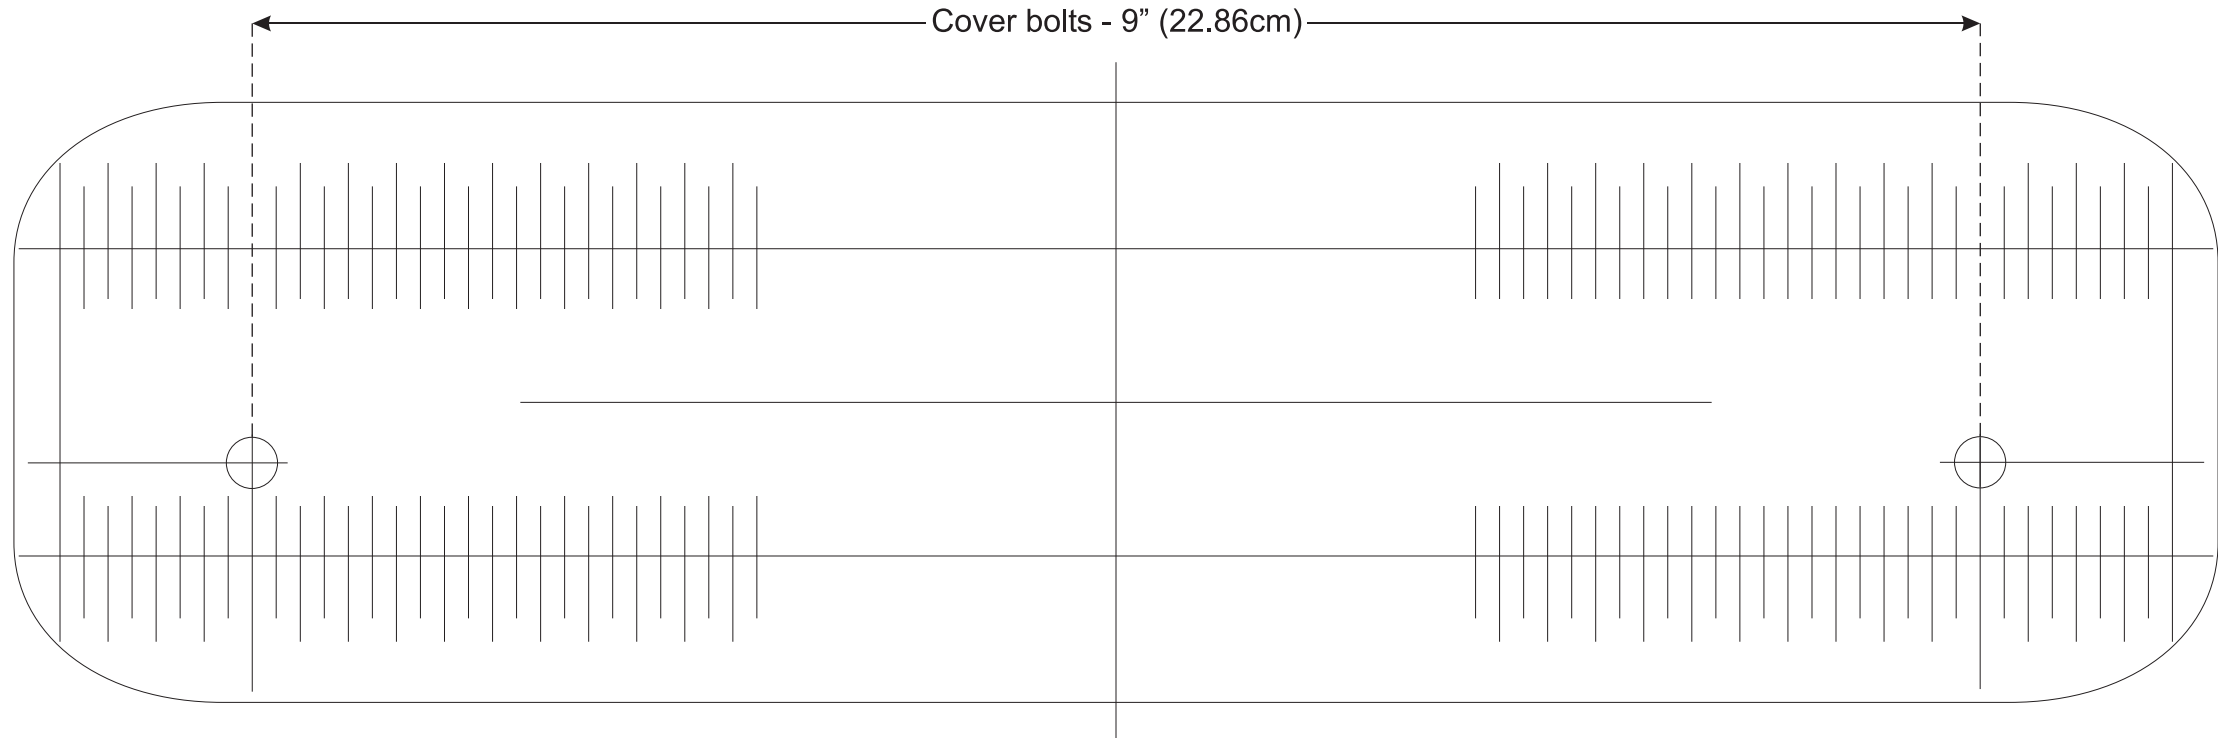 Cover bolts - 9” (22.86cm)